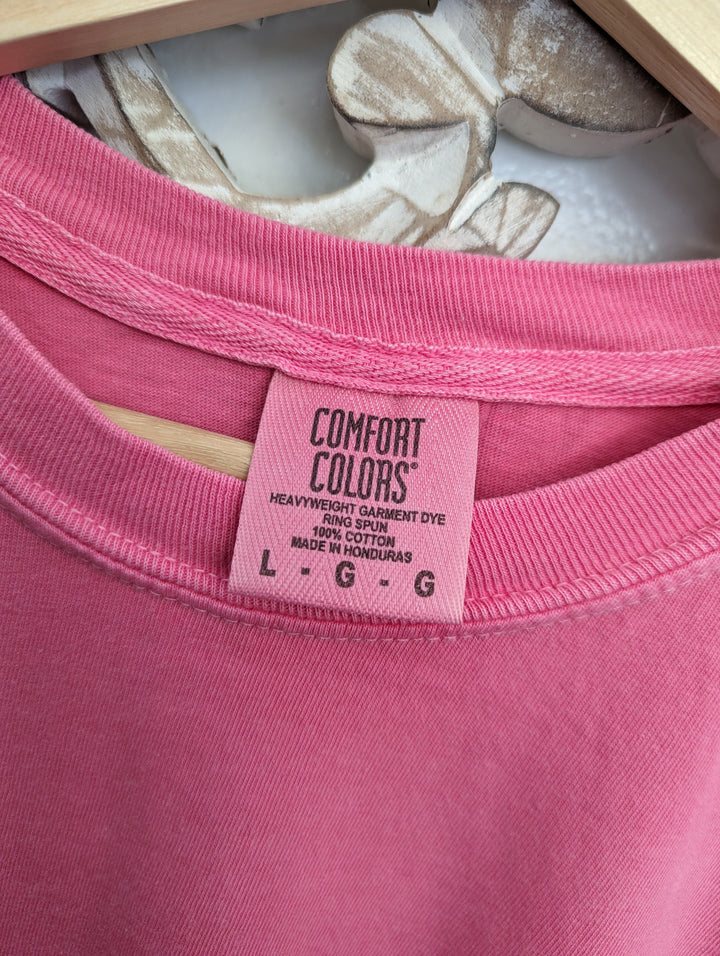 COMFORT
COLORS®
HEAVYWEIGHT GARMENT DYE
RING SPUN
100% COTTON
MADE IN HONDURAS
L - G - G